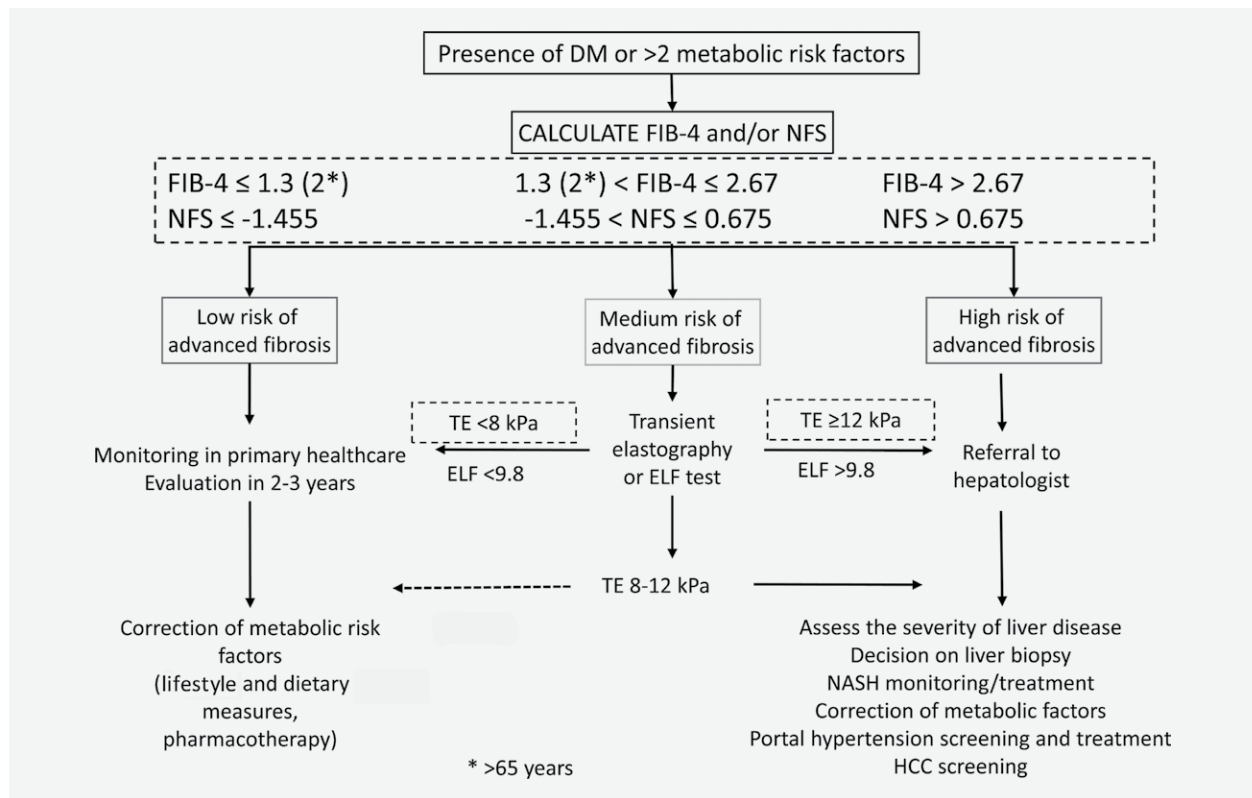 Presence of DM or >2 metabolic risk factors
CALCULATE FIB-4 and/or NFS
FIB-4 ≤ 1.3 (2*)
1.3 (2*) < FIB-4 ≤ 2.67
FIB-4 > 2.67
NFS ≤ -1.455
-1.455 < NFS ≤ 0.675
NFS > 0.675
Low risk of
advanced fibrosis
Medium risk of
advanced fibrosis
High risk of
advanced fibrosis
Monitoring in primary healthcare
Evaluation in 2-3 years
TE <8 kPa
ELF <9.8
Transient
elastography
or ELF test
TE ≥12 kPa
ELF >9.8
Referral to
hepatologist
TE 8-12 kPa
Correction of metabolic risk
factors
(lifestyle and dietary
measures,
pharmacotherapy)
Assess the severity of liver disease
Decision on liver biopsy
NASH monitoring/treatment
Correction of metabolic factors
Portal hypertension screening and treatment
HCC screening
* >65 years